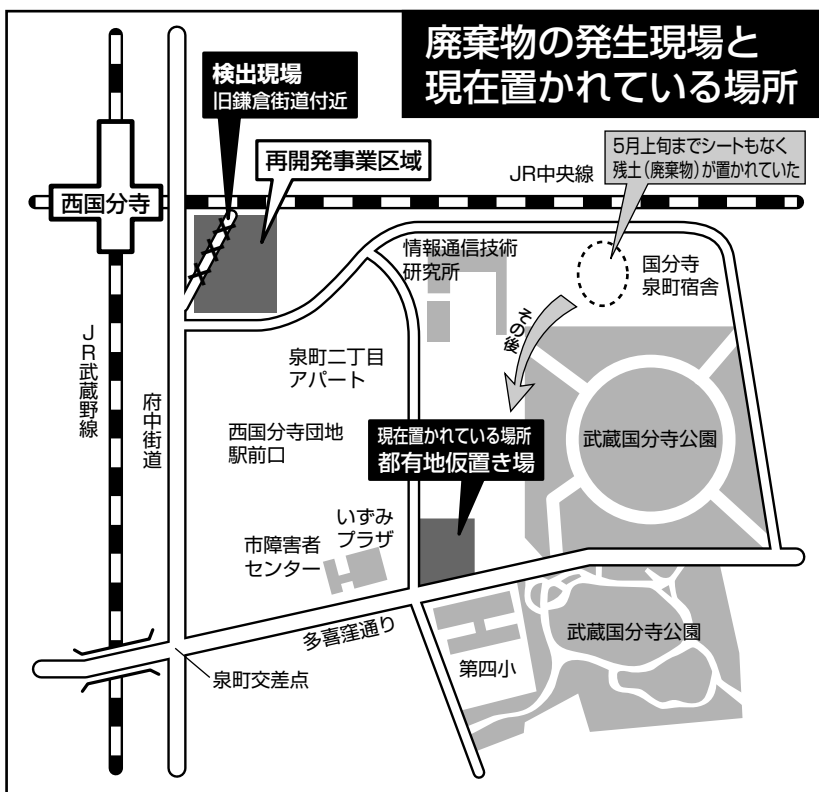 廃棄物の発生現場と
現在置かれている場所
検出現場
旧鎌倉街道付近
再開発事業区域
5月上旬までシートもなく
残土(廃棄物)が置かれていた
JR中央線
西国分寺
情報通信技術
研究所
国分寺
泉町宿舎
その後
JR武蔵野線
府中街道
泉町二丁目
アパート
西国分寺団地
駅前口
現在置かれている場所
都有地仮置き場
武蔵国分寺公園
いずみ
プラザ
市障害者
センター
多喜窪通り
武蔵国分寺公園
第四小
泉町交差点